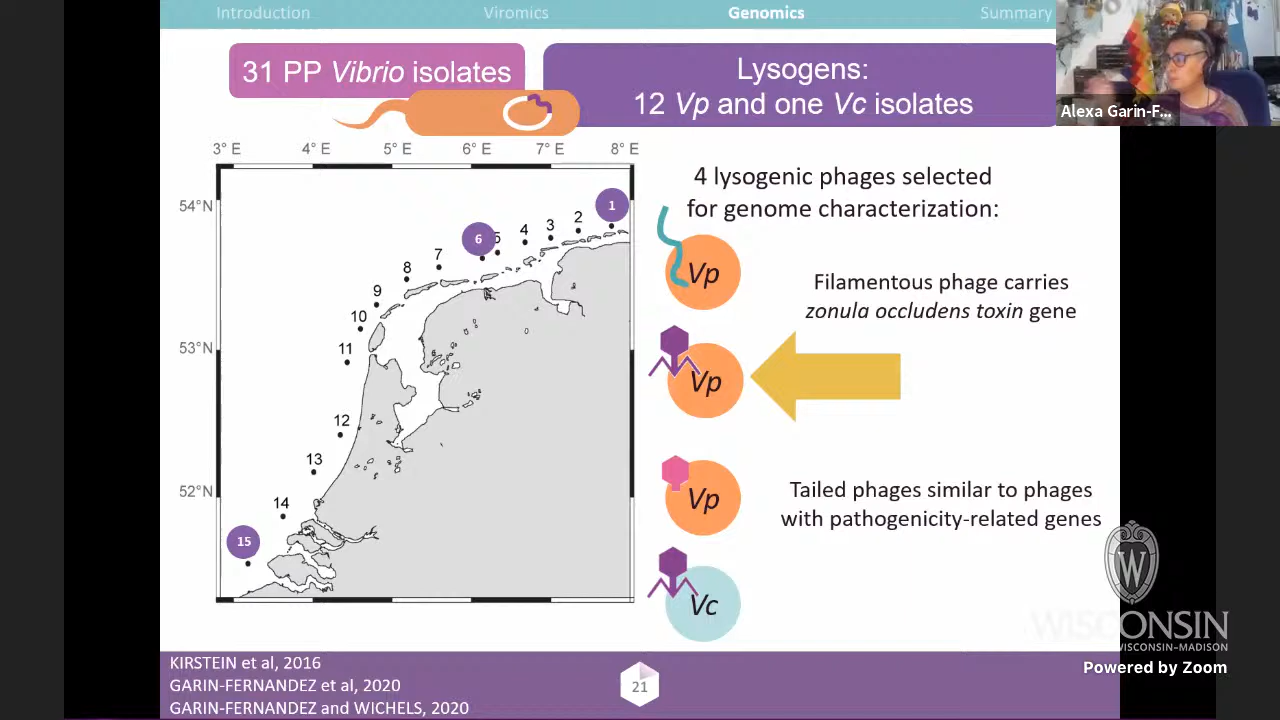 Introduction
Viromics
Genomics
Summary
31 PP Vibrio isolates
Lysogens:
12 Vp and one Vc isolates
Alexa Garin-F...
3° E 4° E 5° E 6° E 7° E 8° E
54°N
53°N
52°N
1
2
3
4
5
6
7
8
9
10
11
12
13
14
15
4 lysogenic phages selected
for genome characterization:
Vp
Filamentous phage carries
zonula occludens toxin gene
Vp
Vp
Tailed phages similar to phages
with pathogenicity-related genes
Vc
W
WISCONSIN
WISCONSIN–MADISON
Powered by Zoom
KIRSTEIN et al, 2016
GARIN-FERNANDEZ et al, 2020
GARIN-FERNANDEZ and WICHELS, 2020
21